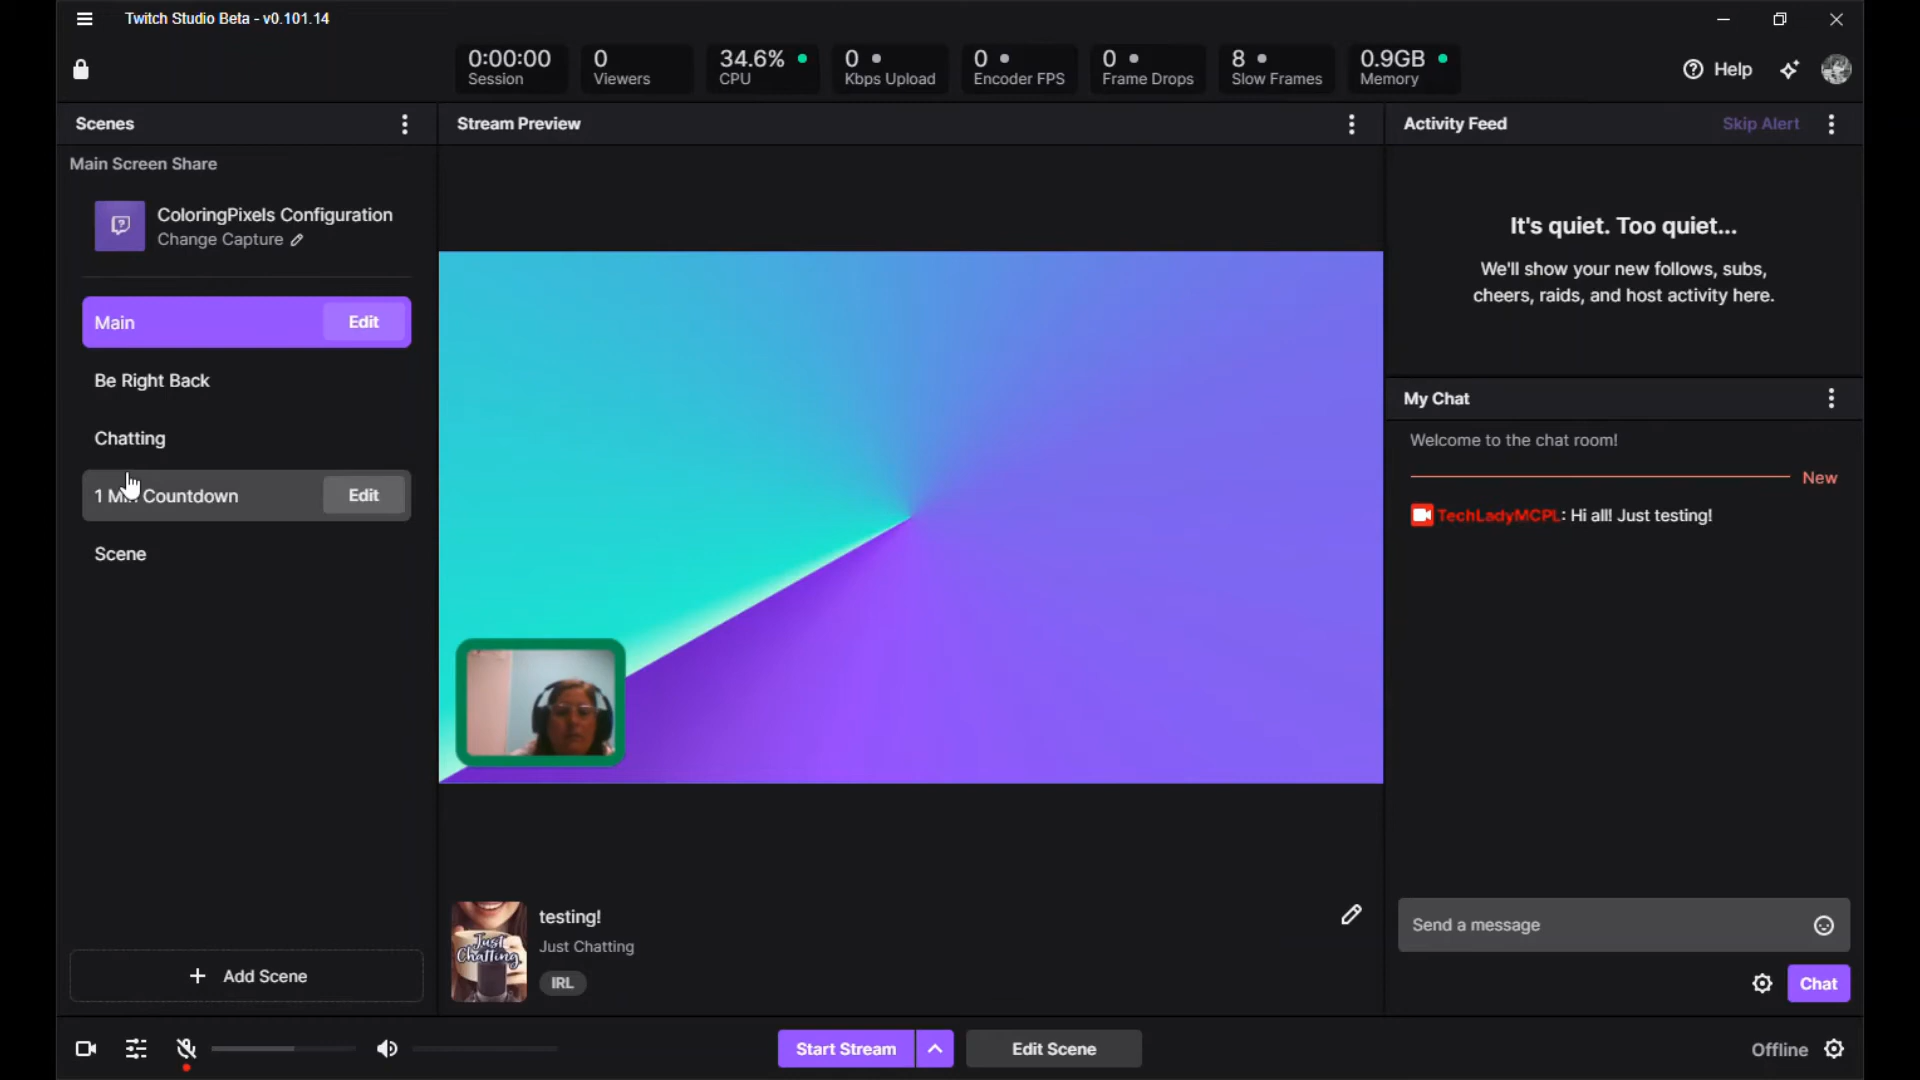 Twitch Studio Beta - v0.101.14
0:00:00
Session
0
Viewers
34.6%
CPU
0
Kbps Upload
0
Encoder FPS
0
Frame Drops
8
Slow Frames
0.9GB
Memory
Help
Scenes
Main Screen Share
ColoringPixels Configuration
Change Capture
Main
Edit
Be Right Back
Chatting
1 Min Countdown
Edit
Scene
+ Add Scene
Stream Preview
testing!
Just Chatting
IRL
Just
Chatting
Activity Feed
Skip Alert
It's quiet. Too quiet...
We'll show your new follows, subs,
cheers, raids, and host activity here.
My Chat
Welcome to the chat room!
New
TechLadyMCPL: Hi all! Just testing!
Send a message
Chat
Start Stream
Edit Scene
Offline